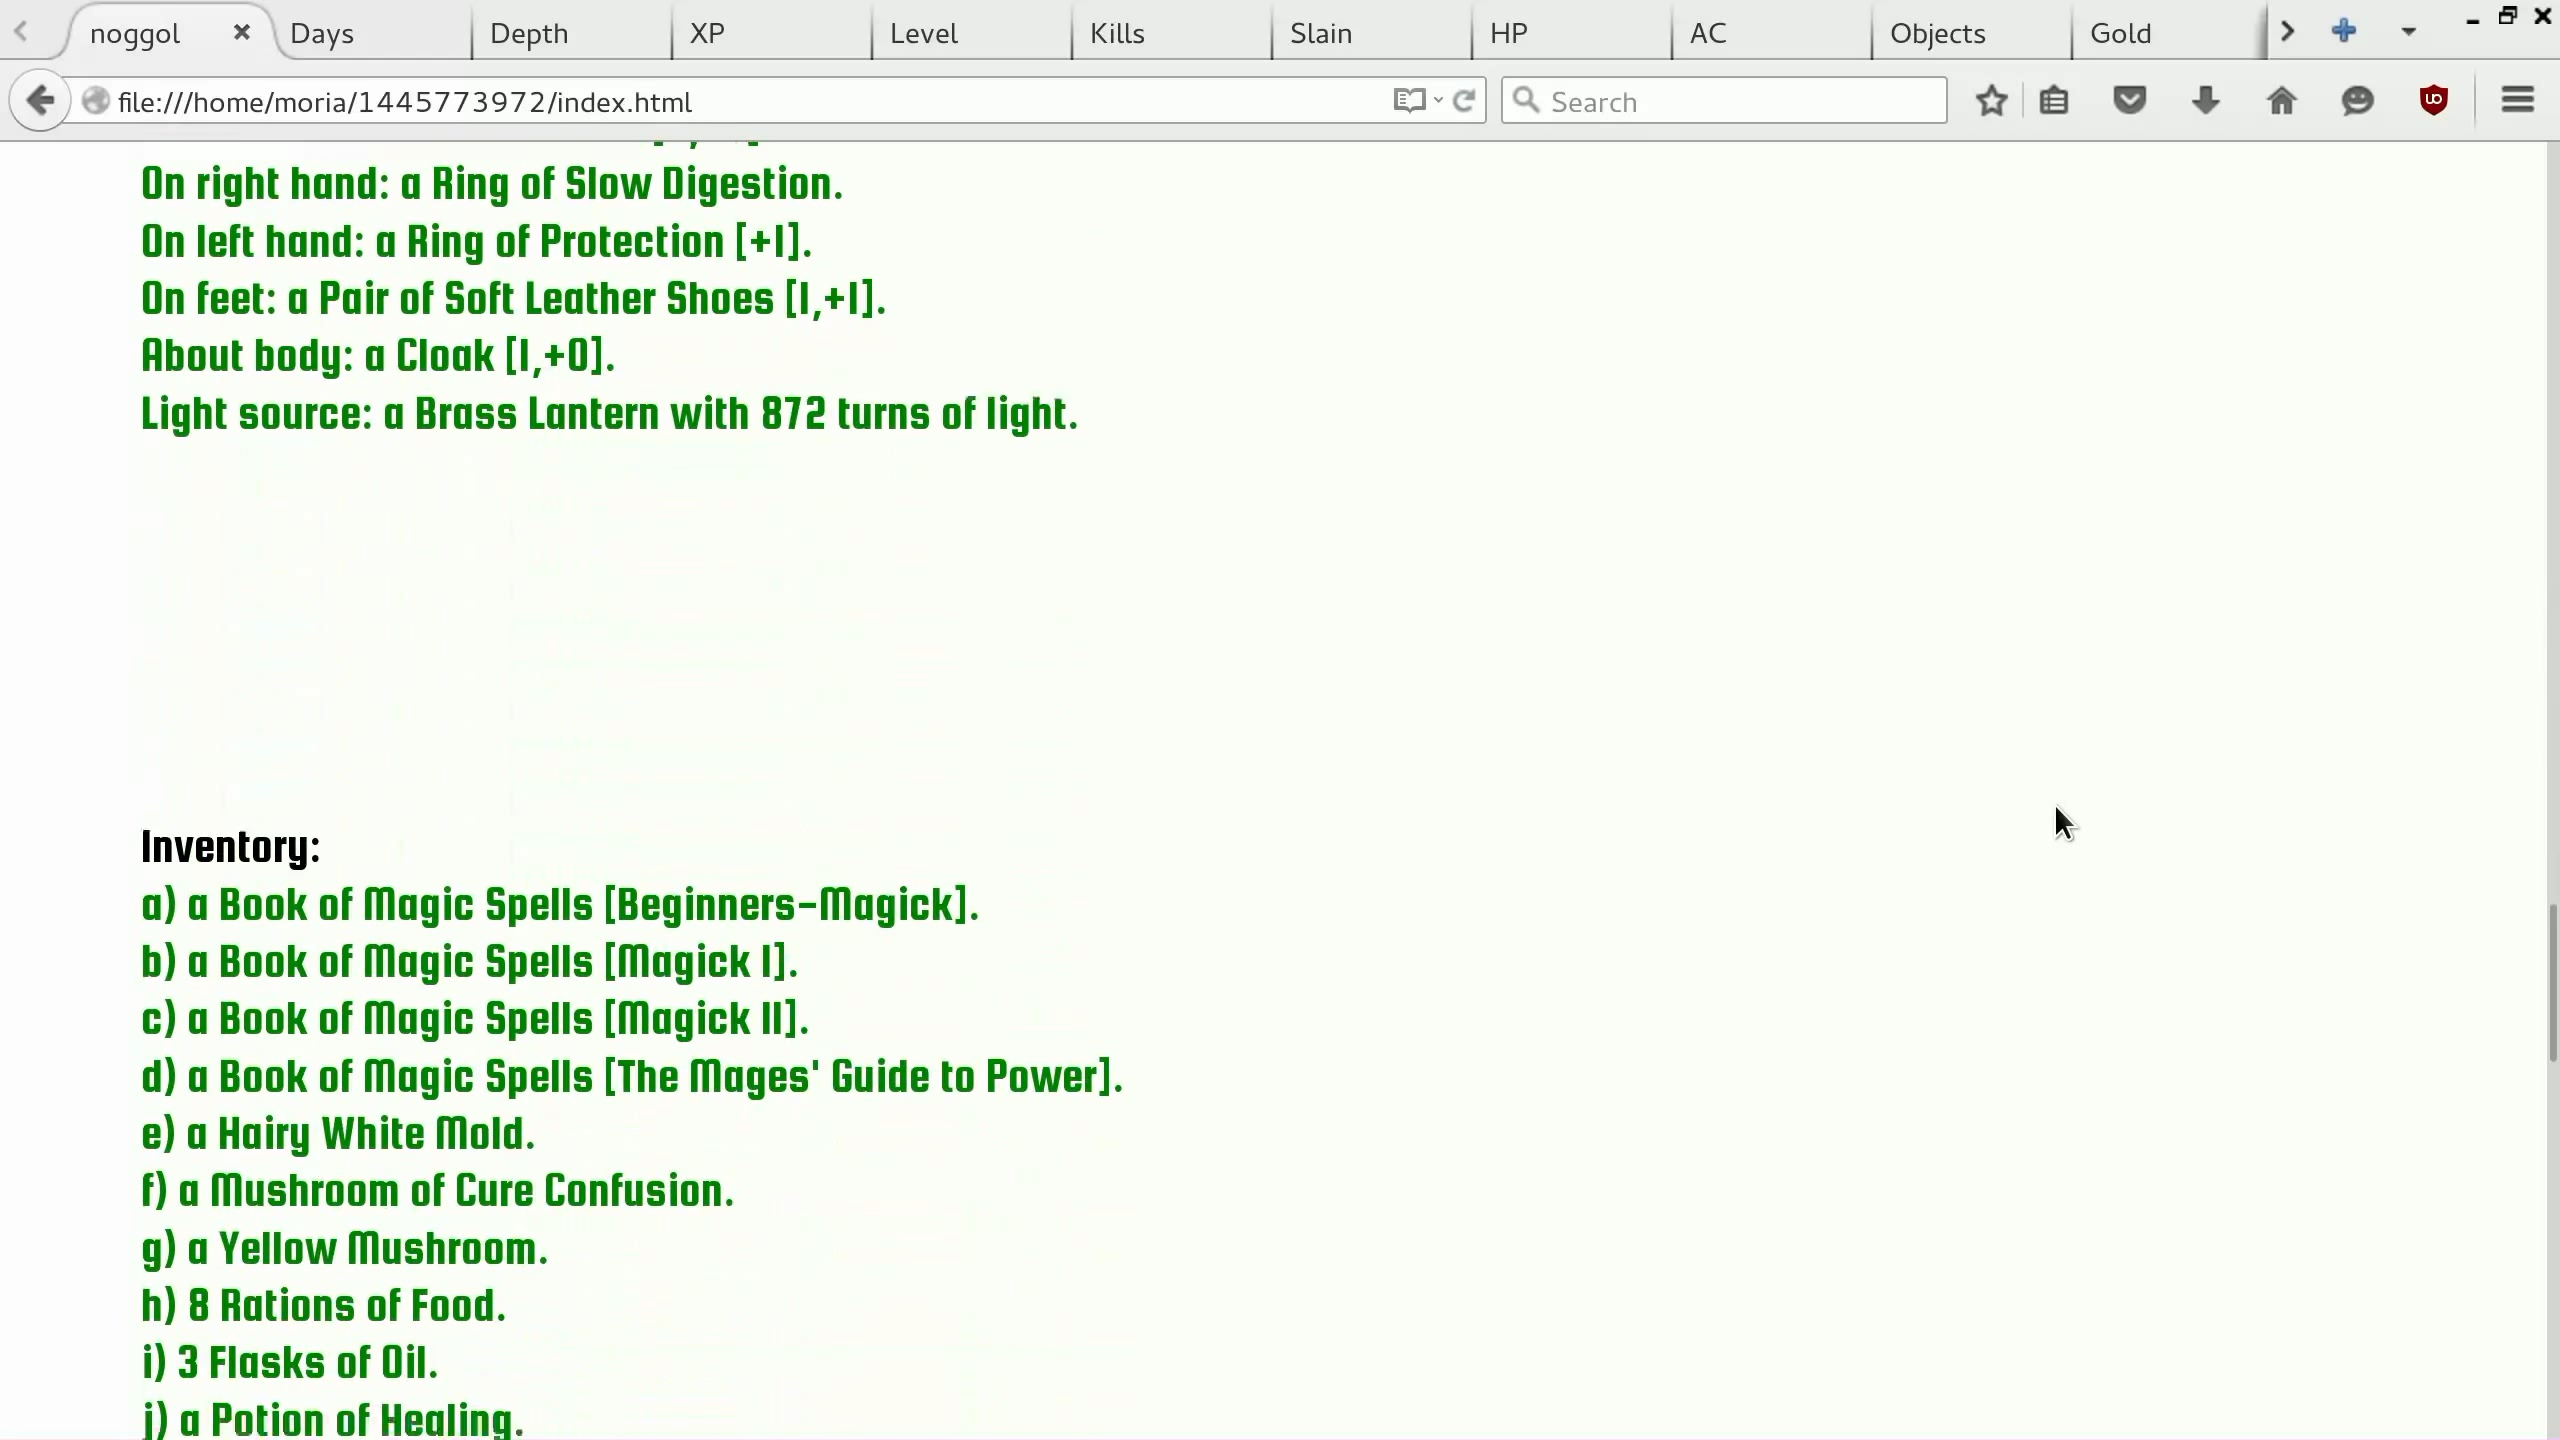 noggol Days Depth XP Level Kills Slain HP AC Objects Gold
file:///home/moria/1445773972/index.html Search
On right hand: a Ring of Slow Digestion.
On left hand: a Ring of Protection [+1].
On feet: a Pair of Soft Leather Shoes [1,+1].
About body: a Cloak [1,+0].
Light source: a Brass Lantern with 872 turns of light.
Inventory:
a) a Book of Magic Spells [Beginners-Magick].
b) a Book of Magic Spells [Magick I].
c) a Book of Magic Spells [Magick II].
d) a Book of Magic Spells [The Mages' Guide to Power].
e) a Hairy White Mold.
f) a Mushroom of Cure Confusion.
g) a Yellow Mushroom.
h) 8 Rations of Food.
i) 3 Flasks of Oil.
j) a Potion of Healing.